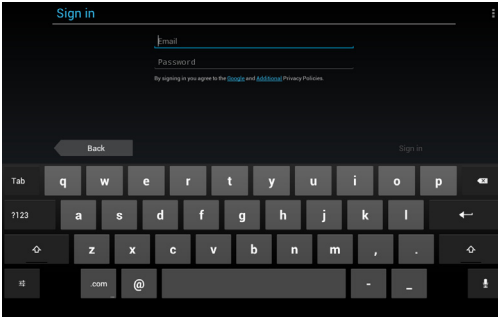 Sign in
Email
Password
By signing in you agree to the Google and Additional Privacy Policies.
Back
Sign in
Tab q w e r t y u i o p
?123 a s d f g h j k l
z x c v b n m , .
.com @ - _